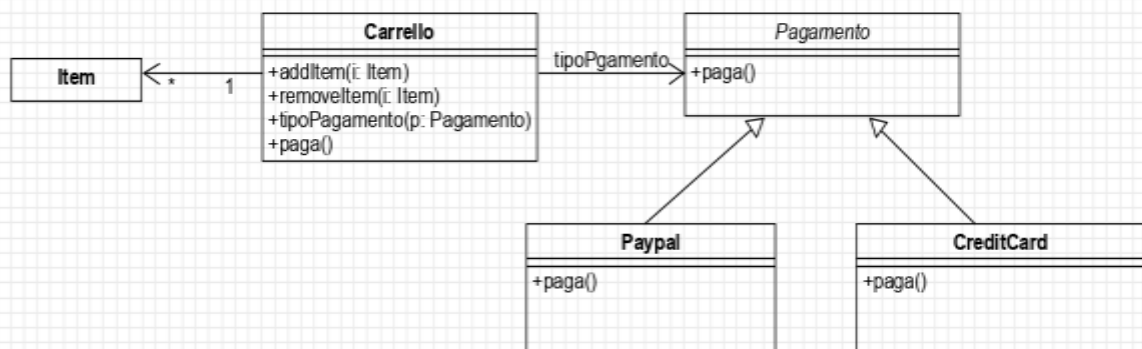 Item
*
1
Carrello
+addItem(i: Item)
+removeItem(i: Item)
+tipoPagamento(p: Pagamento)
+paga()
tipoPgamento
Pagamento
+paga()
Paypal
+paga()
CreditCard
+paga()